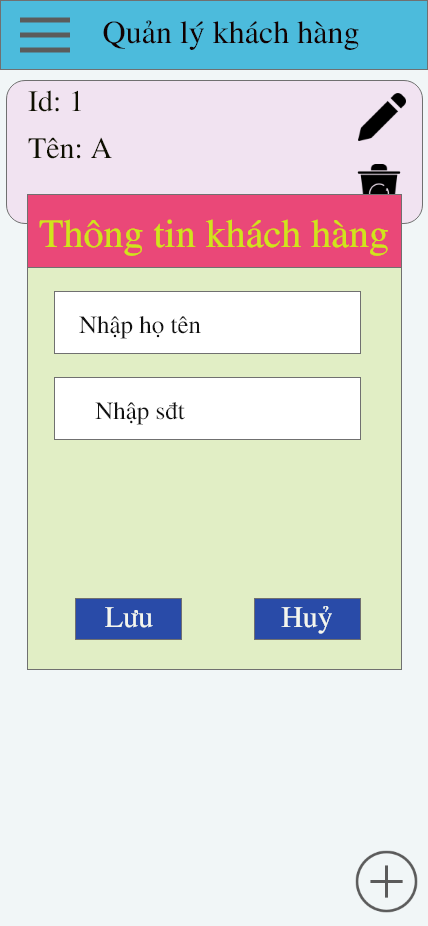 Quản lý khách hàng
Id: 1
Tên: A
Thông tin khách hàng
Nhập họ tên
Nhập sđt
Lưu
Huỷ